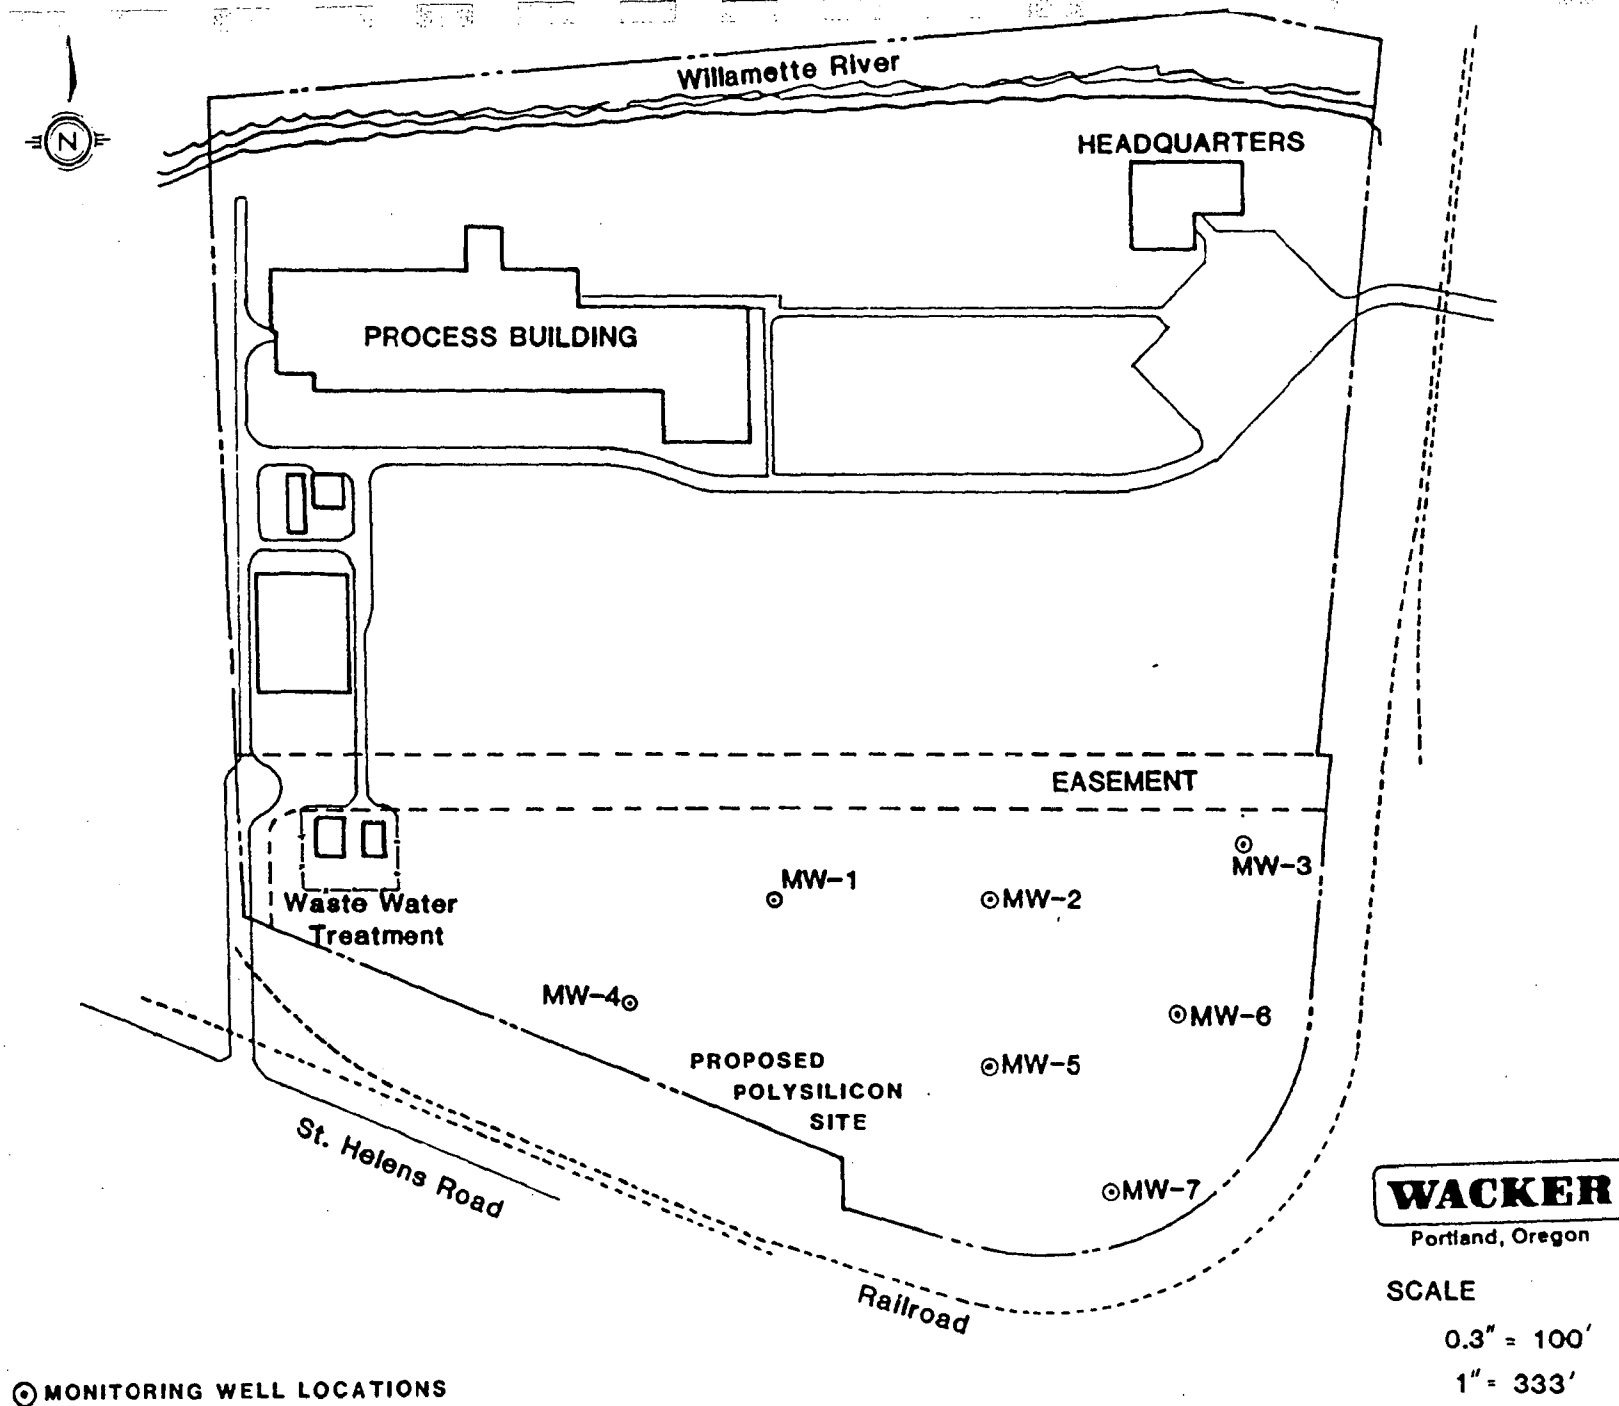 Willamette River
N
HEADQUARTERS
PROCESS BUILDING
EASEMENT
MW-3
MW-1
MW-2
Waste Water
Treatment
MW-4
MW-6
PROPOSED
POLYSILICON
SITE
MW-5
St. Helens Road
MW-7
WACKER
Portland, Oregon
Railroad
SCALE
0.3" = 100'
1" = 333'
MONITORING WELL LOCATIONS